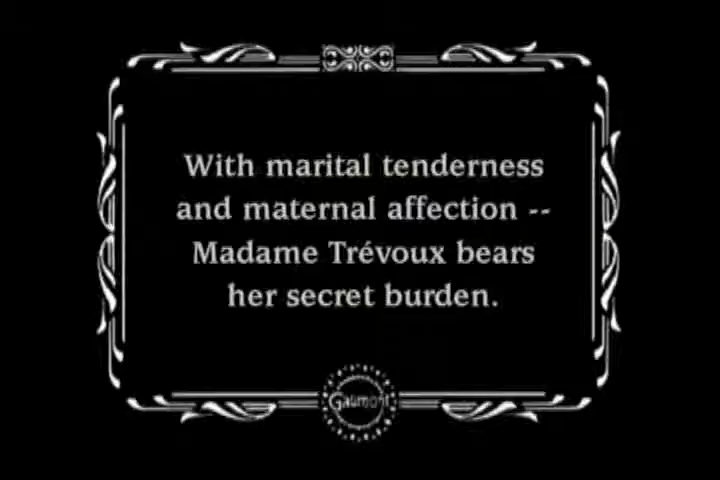 With marital tenderness
and maternal affection --
Madame Trévoux bears
her secret burden.
Gaumont